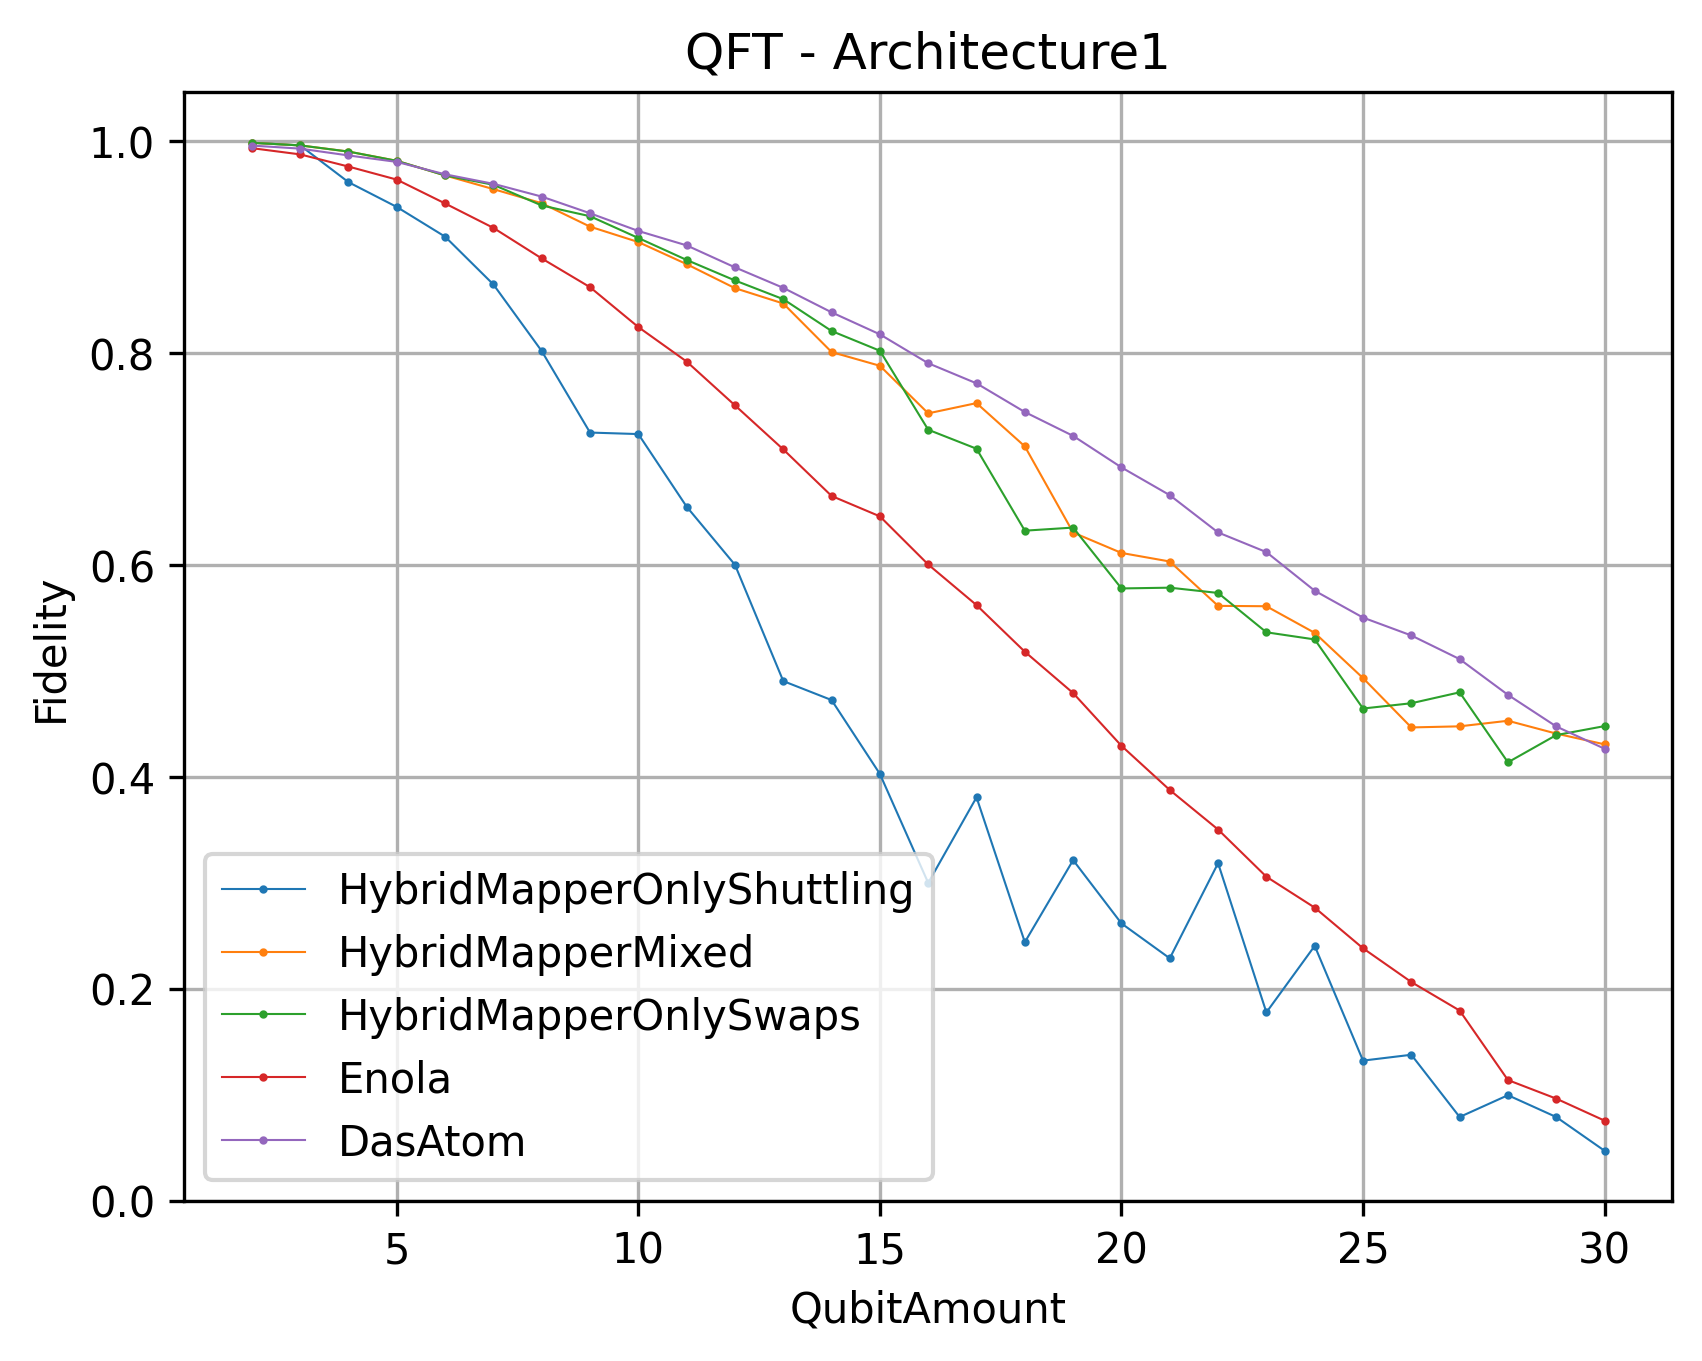 QFT - Architecture1
Fidelity
1.0
0.8
0.6
0.4
0.2
0.0
HybridMapperOnlyShuttling
HybridMapperMixed
HybridMapperOnlySwaps
Enola
DasAtom
5 10 15 20 25 30
QubitAmount